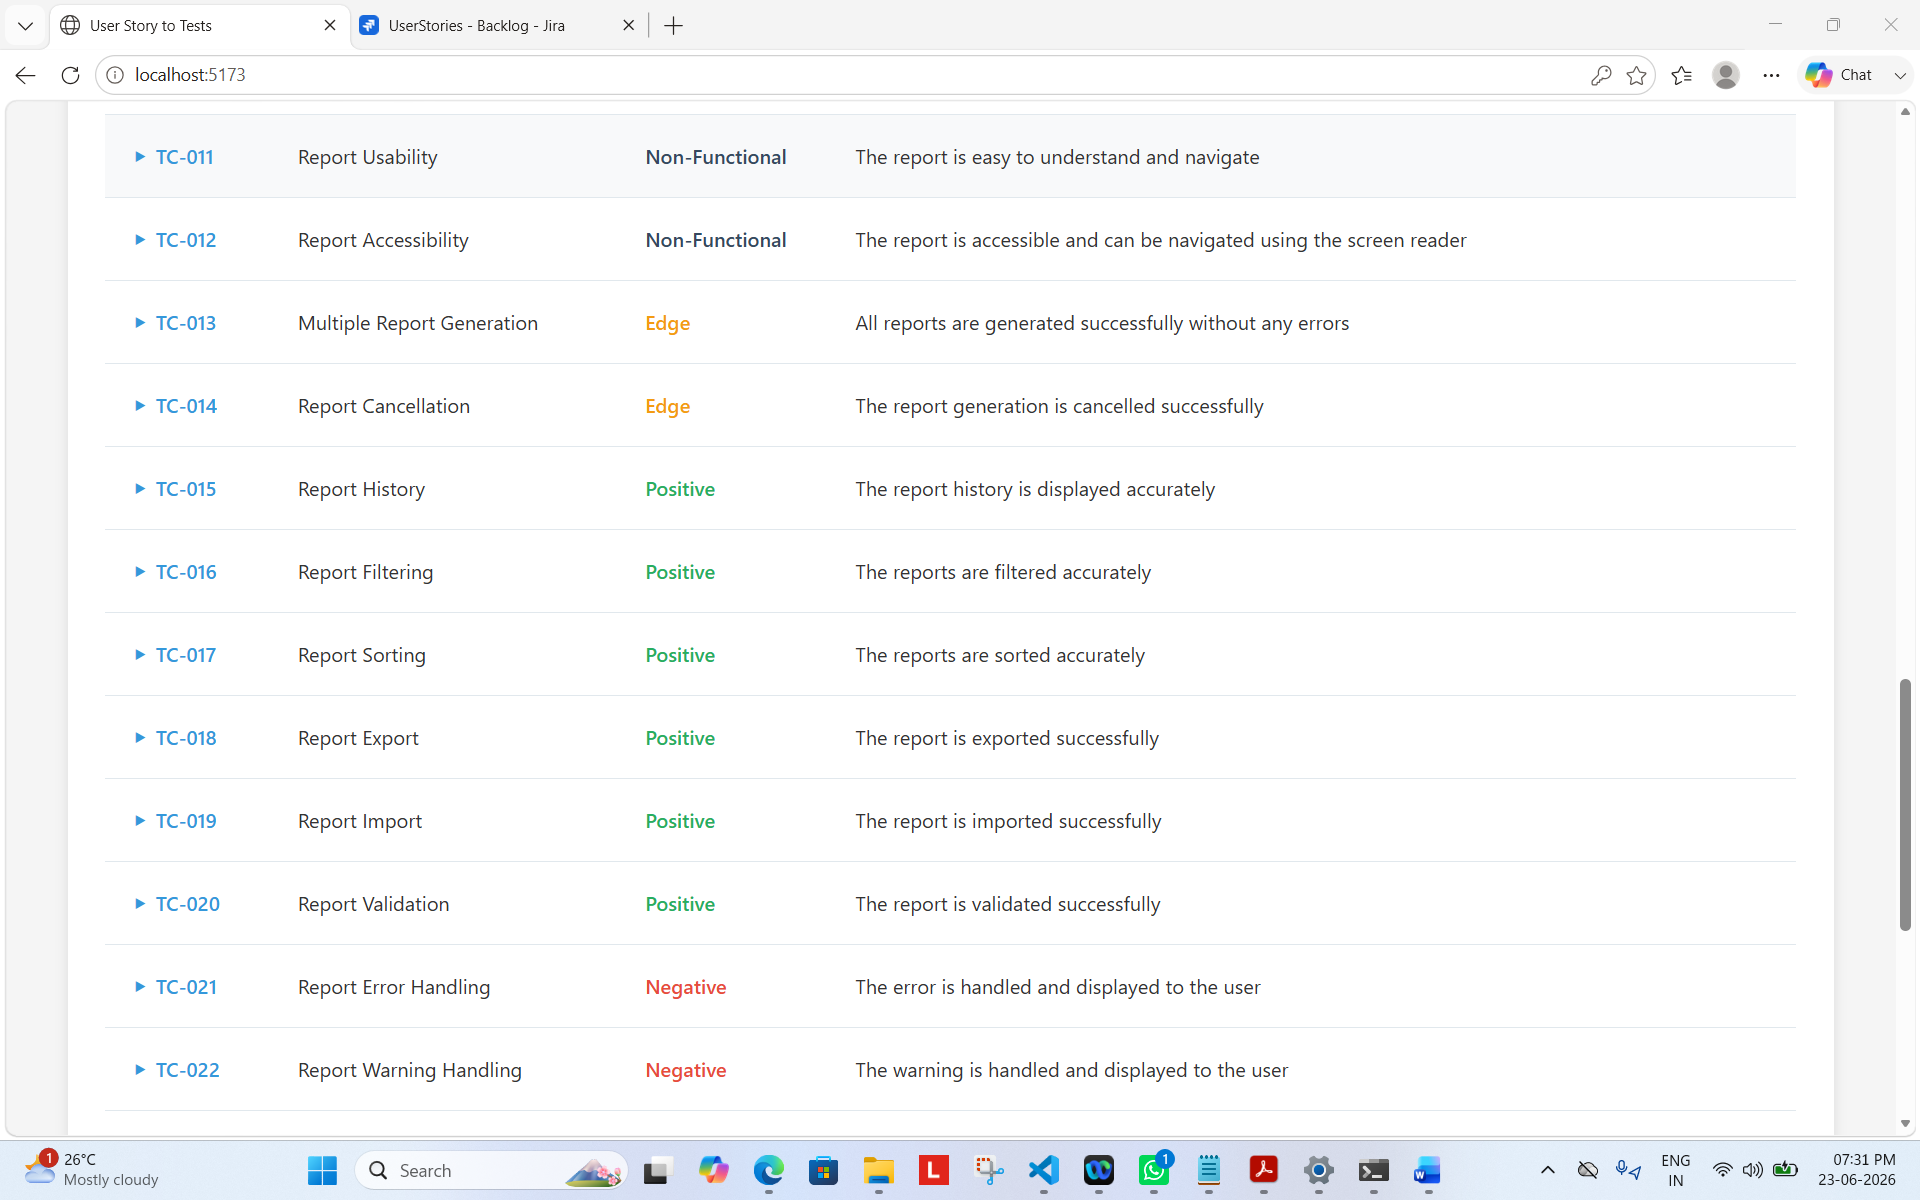 User Story to Tests
UserStories - Backlog - Jira
localhost:5173
Chat
TC-011 Report Usability Non-Functional The report is easy to understand and navigate
TC-012 Report Accessibility Non-Functional The report is accessible and can be navigated using the screen reader
TC-013 Multiple Report Generation Edge All reports are generated successfully without any errors
TC-014 Report Cancellation Edge The report generation is cancelled successfully
TC-015 Report History Positive The report history is displayed accurately
TC-016 Report Filtering Positive The reports are filtered accurately
TC-017 Report Sorting Positive The reports are sorted accurately
TC-018 Report Export Positive The report is exported successfully
TC-019 Report Import Positive The report is imported successfully
TC-020 Report Validation Positive The report is validated successfully
TC-021 Report Error Handling Negative The error is handled and displayed to the user
TC-022 Report Warning Handling Negative The warning is handled and displayed to the user
1
26°C
Mostly cloudy
Search
L
1
W
ENG
IN
07:31 PM
23-06-2026